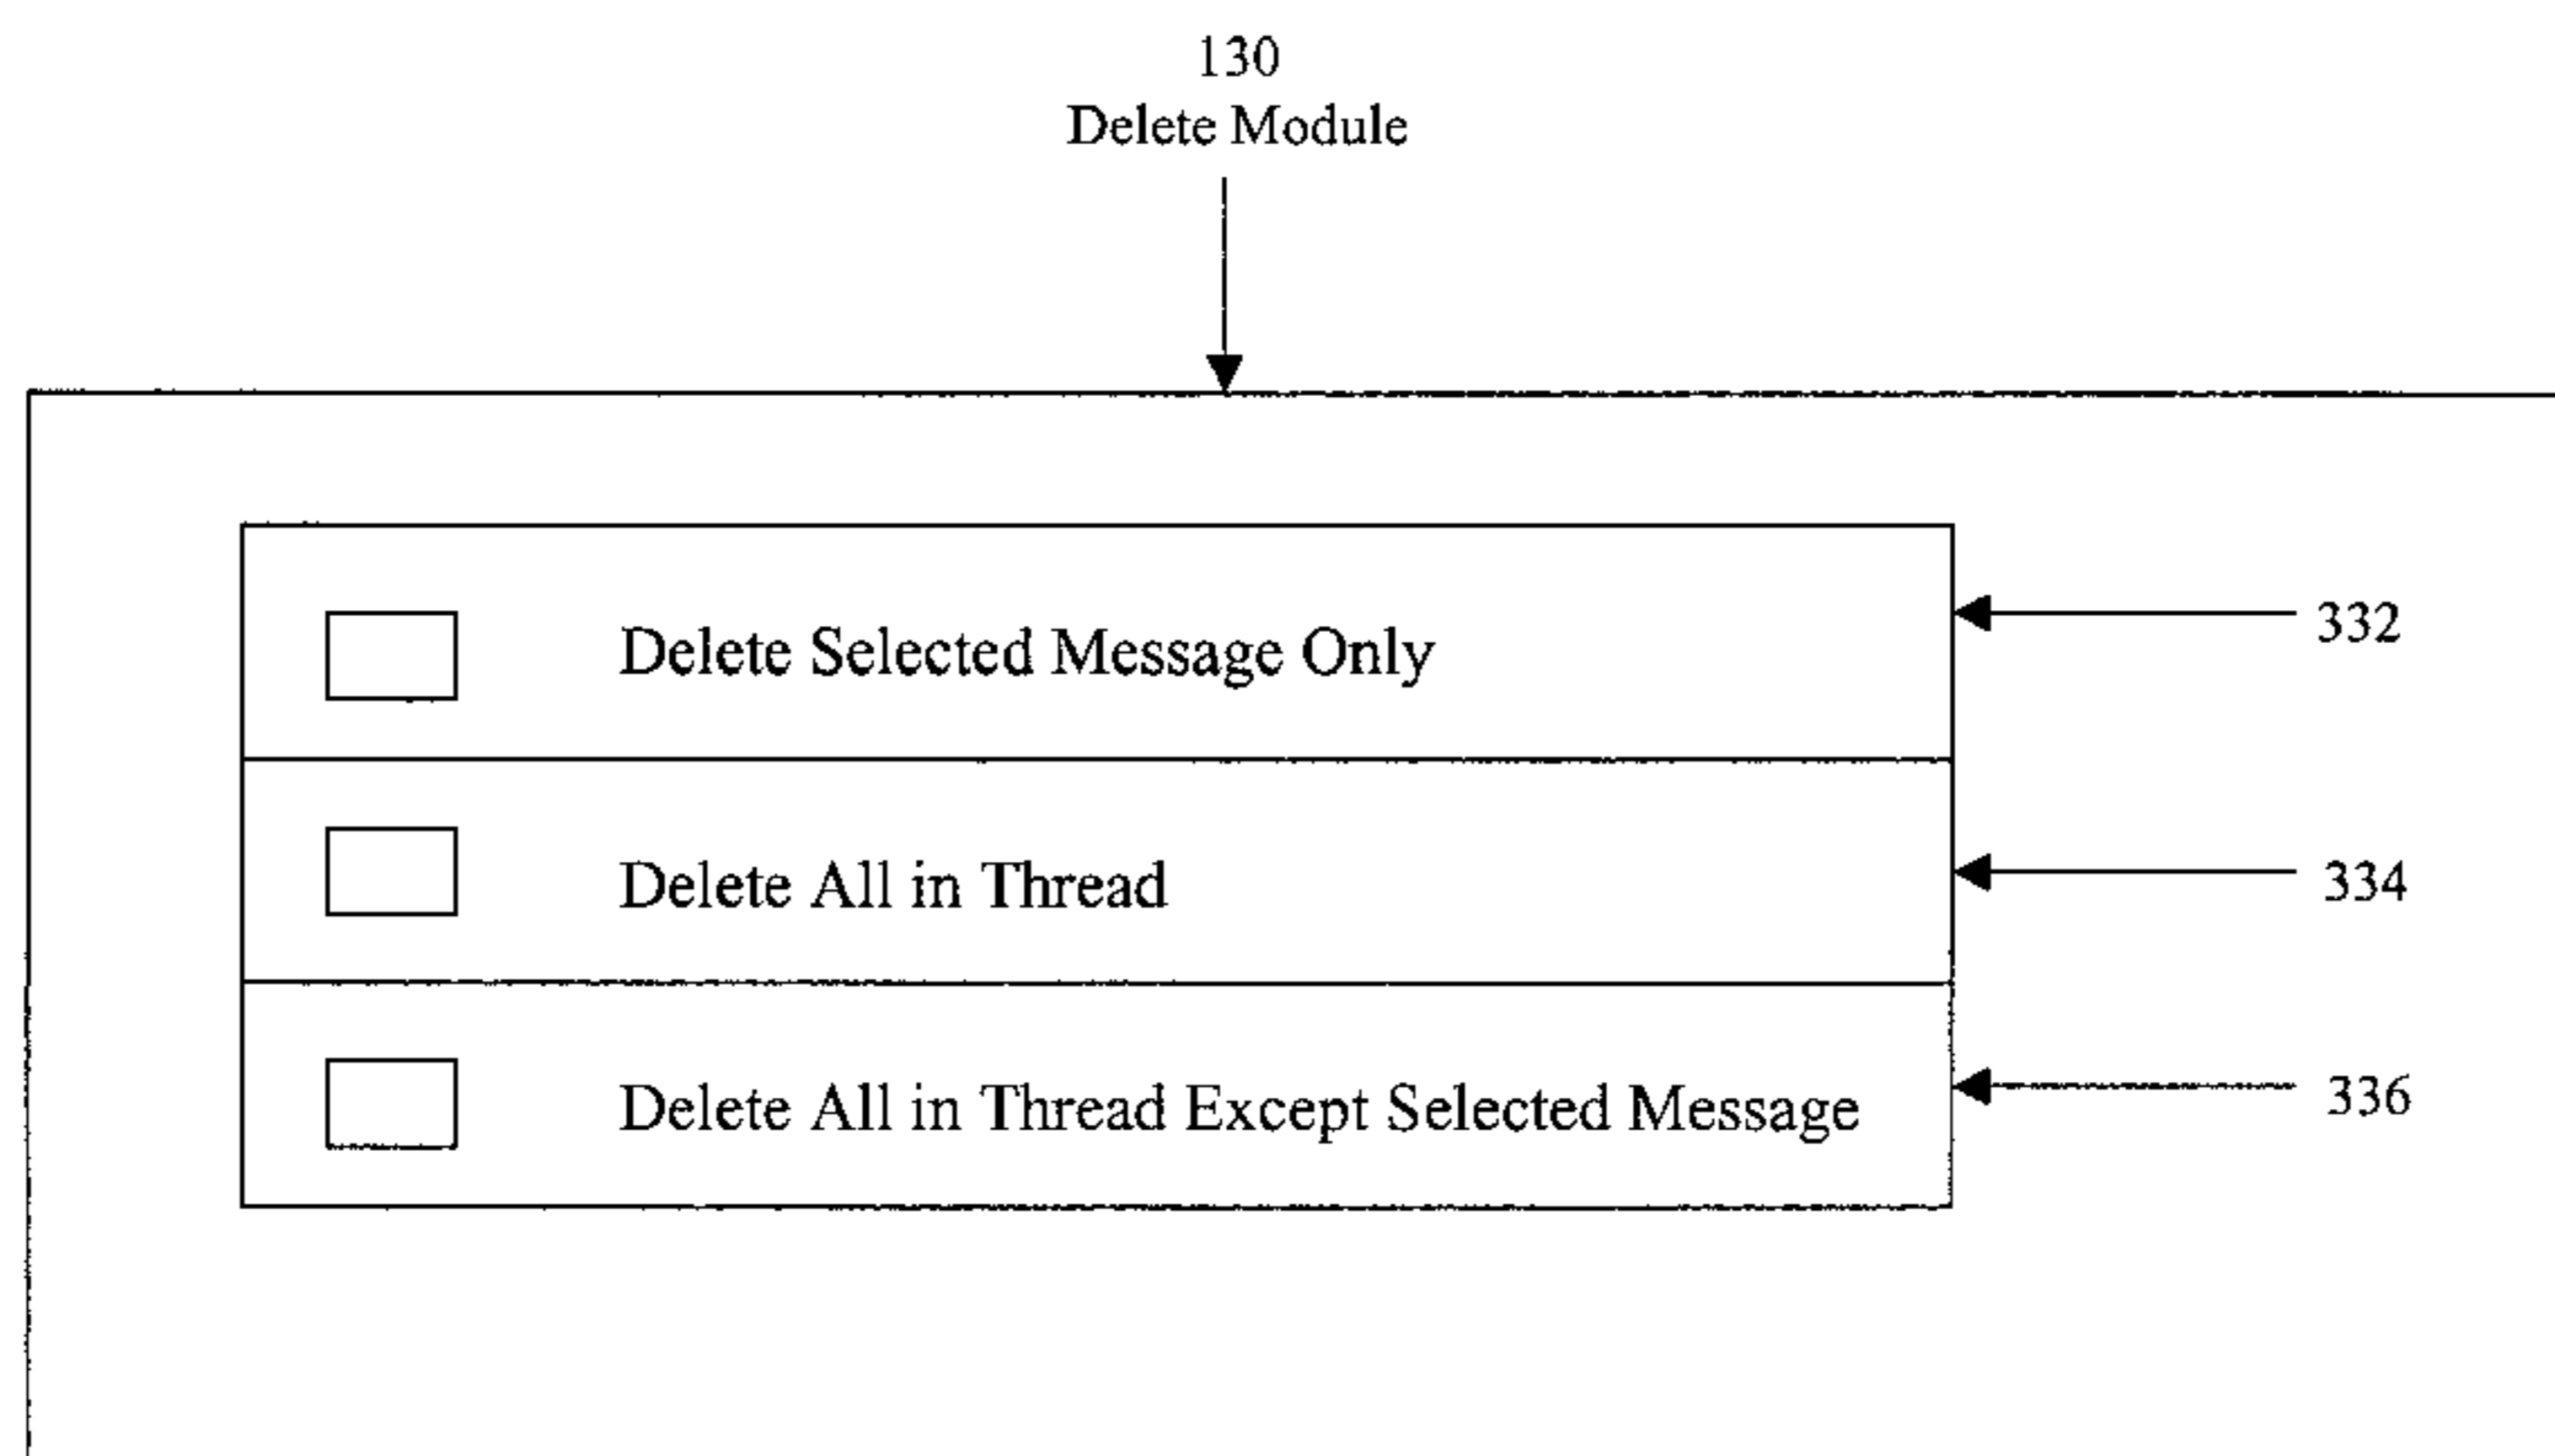 130
Delete Module
Delete Selected Message Only
332
Delete All in Thread
334
Delete All in Thread Except Selected Message
336